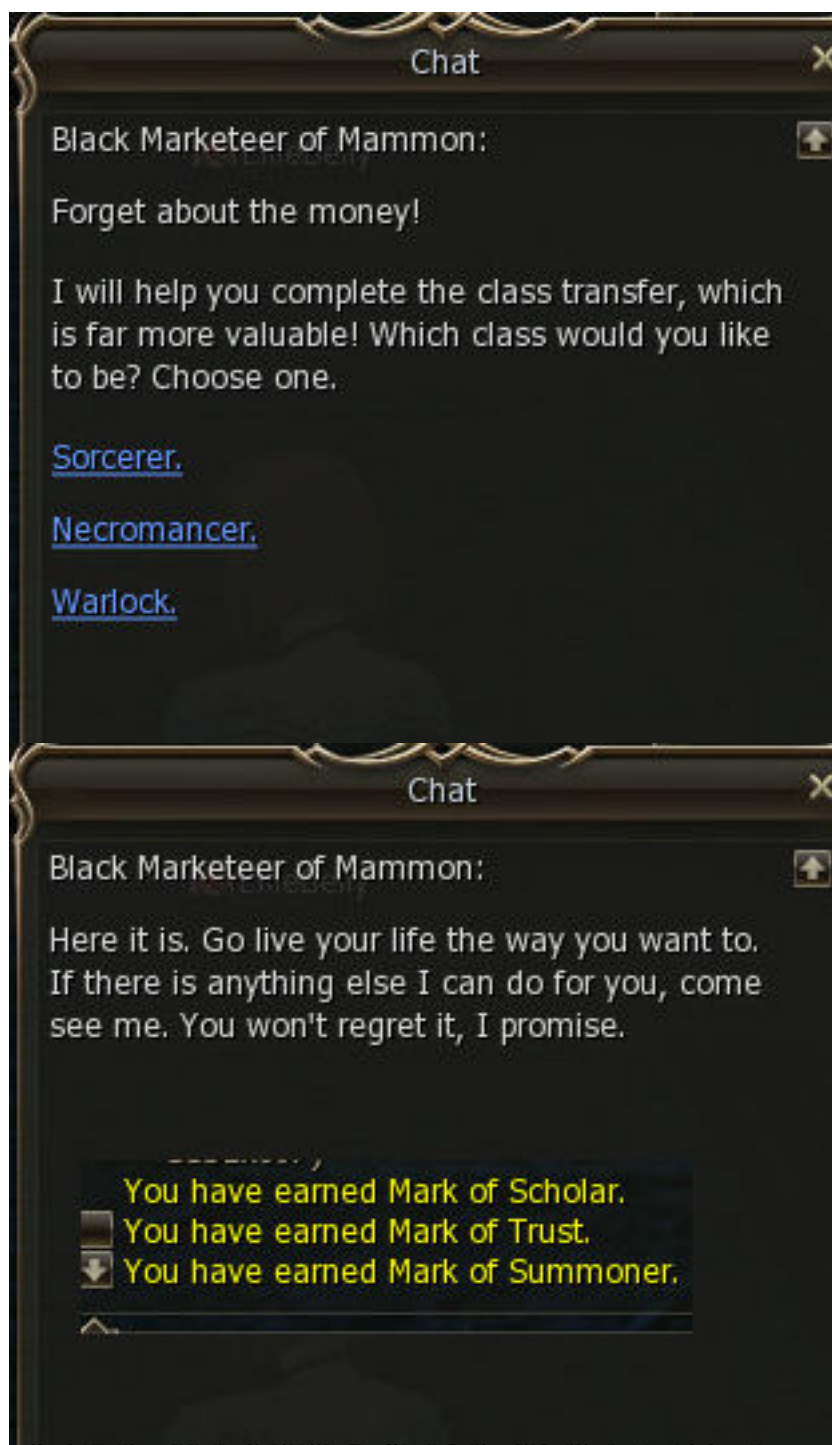 Chat
Black Marketeer of Mammon:
Forget about the money!
I will help you complete the class transfer, which
is far more valuable! Which class would you like
to be? Choose one.
Sorcerer.
Necromancer.
Warlock.
Chat
Black Marketeer of Mammon:
Here it is. Go live your life the way you want to.
If there is anything else I can do for you, come
see me. You won't regret it, I promise.
You have earned Mark of Scholar.
You have earned Mark of Trust.
You have earned Mark of Summoner.